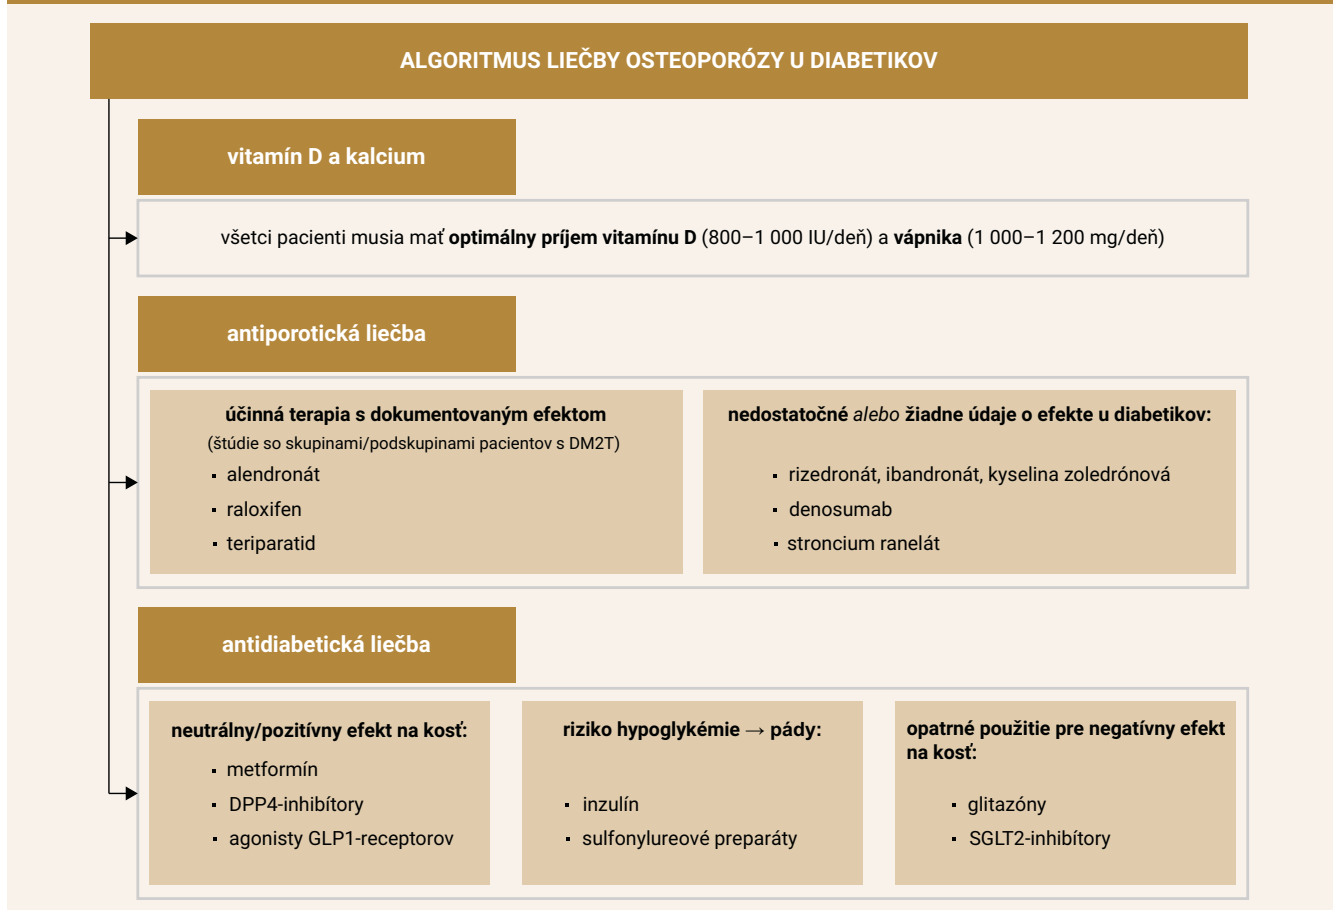 ALGORITMUS LIEČBY OSTEOPORÓZY U DIABETIKOV
vitamín D a kalcium
všetci pacienti musia mať optimálny príjem vitamínu D (800–1 000 IU/deň) a vápnika (1 000–1 200 mg/deň)
antiporotická liečba
účinná terapia s dokumentovaným efektom
(štúdie so skupinami/podskupinami pacientov s DM2T)
▪ alendronát
▪ raloxifen
▪ teriparatid
nedostatočné alebo žiadne údaje o efekte u diabetikov:
▪ rizedronát, ibandronát, kyselina zoledrónová
▪ denosumab
▪ stroncium ranelát
antidiabetická liečba
neutrálny/pozitívny efekt na kosť:
▪ metformín
▪ DPP4-inhibítory
▪ agonisty GLP1-receptorov
riziko hypoglykémie → pády:
▪ inzulín
▪ sulfonylureové preparáty
opatrné použitie pre negatívny efekt
na kosť:
▪ glitazóny
▪ SGLT2-inhibítory